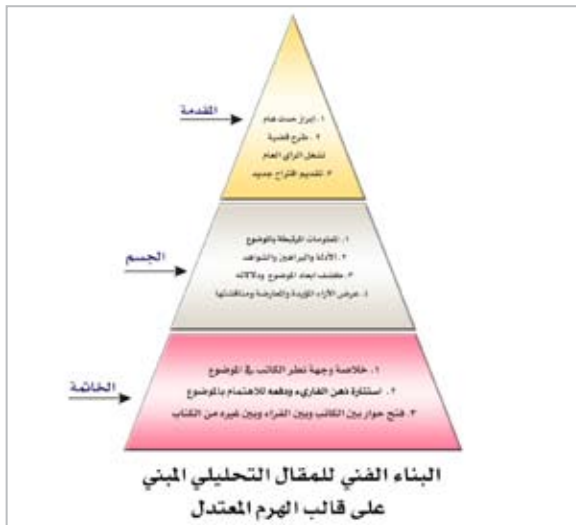 المقدمة
١. إبراز حدث هام
٢. طرح قضية
تشغل الرأي العام
٣. تقديم اقتراح جديد
الجسم
١. المعلومات المرتبطة بالموضوع
٢. الأدلة والبراهين والشواهد
٣. كشف أبعاد الموضوع ودلالاته
٤. عرض الآراء المؤيدة والمعارضة ومناقشتها
الخاتمة
١. خلاصة وجهة نظر الكاتب في الموضوع
٢. استثارة ذهن القاريء ودفعه للاهتمام بالموضوع
٣. فتح حوار بين الكاتب وبين القراء وبين غيره من الكتاب
البناء الفني للمقال التحليلي المبني
على قالب الهرم المعتدل